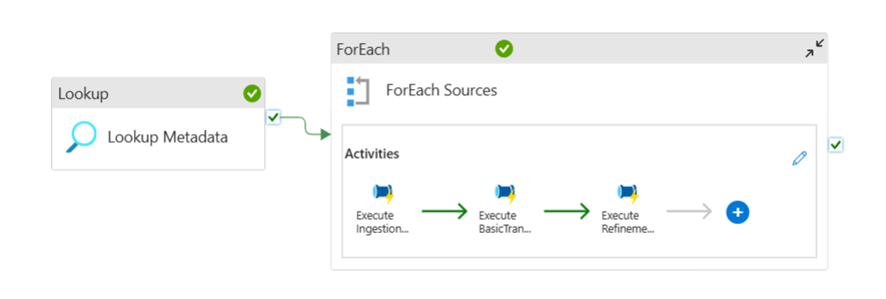 Lookup
Lookup Metadata
ForEach
ForEach Sources
Activities
Execute
Ingestion...
Execute
BasicTran...
Execute
Refineme...